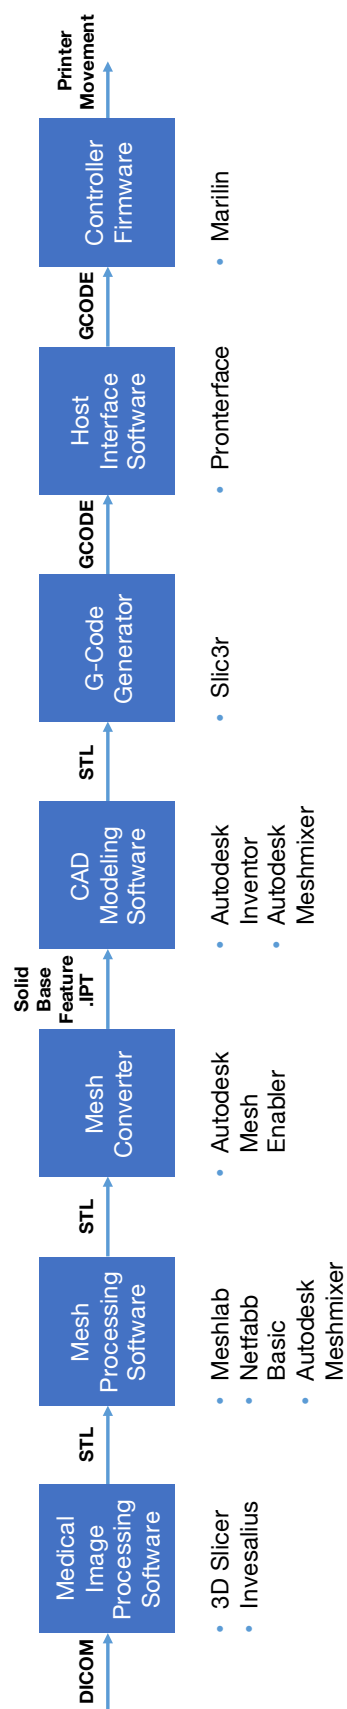 DICOM
Medical
Image
Processing
Software
STL
Mesh
Processing
Software
STL
Mesh
Converter
Solid
Base
Feature
.IPT
CAD
Modeling
Software
STL
G-Code
Generator
GCODE
Host
Interface
Software
GCODE
Controller
Firmware
Printer
Movement
• 3D Slicer
• Invesalius
• Meshlab
• Netfabb
Basic
• Autodesk
Meshmixer
• Autodesk
Mesh
Enabler
• Autodesk
Inventor
• Autodesk
Meshmixer
• Slic3r
• Pronterface
• Marilin